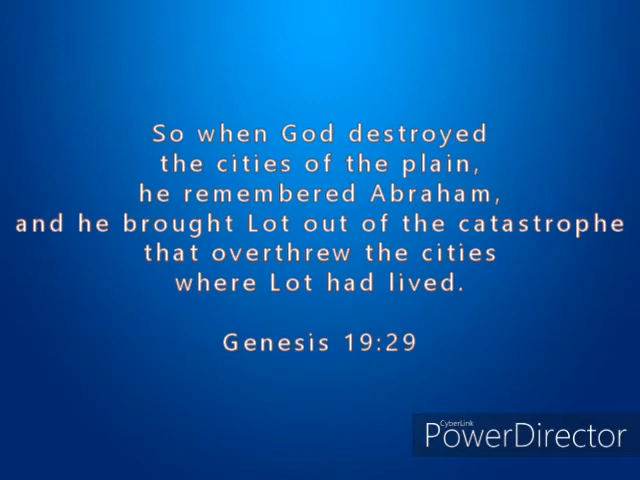 So when God destroyed
the cities of the plain,
he remembered Abraham,
and he brought Lot out of the catastrophe
that overthrew the cities
where Lot had lived.
Genesis 19:29
CyberLink
PowerDirector